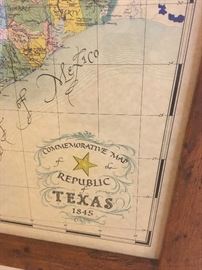 of Mexico
COMMEMORATIVE MAP
of the
REPUBLIC
of
TEXAS
1845